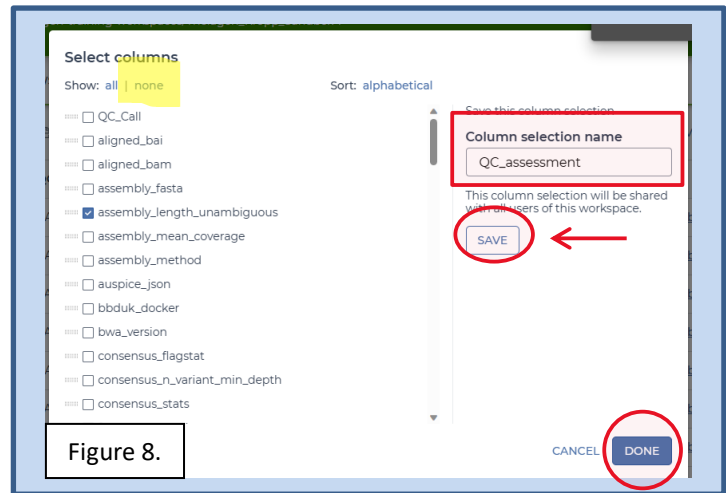 Select columns
Show: all | none
Sort: alphabetical
QC_Call
aligned_bai
aligned_bam
assembly_fasta
assembly_length_unambiguous
assembly_mean_coverage
assembly_method
auspice_json
bbduk_docker
bwa_version
consensus_flagstat
consensus_n_variant_min_depth
consensus_stats
Save this column selection
Column selection name
QC_assessment
This column selection will be shared
with all users of this workspace.
SAVE
CANCEL
DONE
Figure 8.